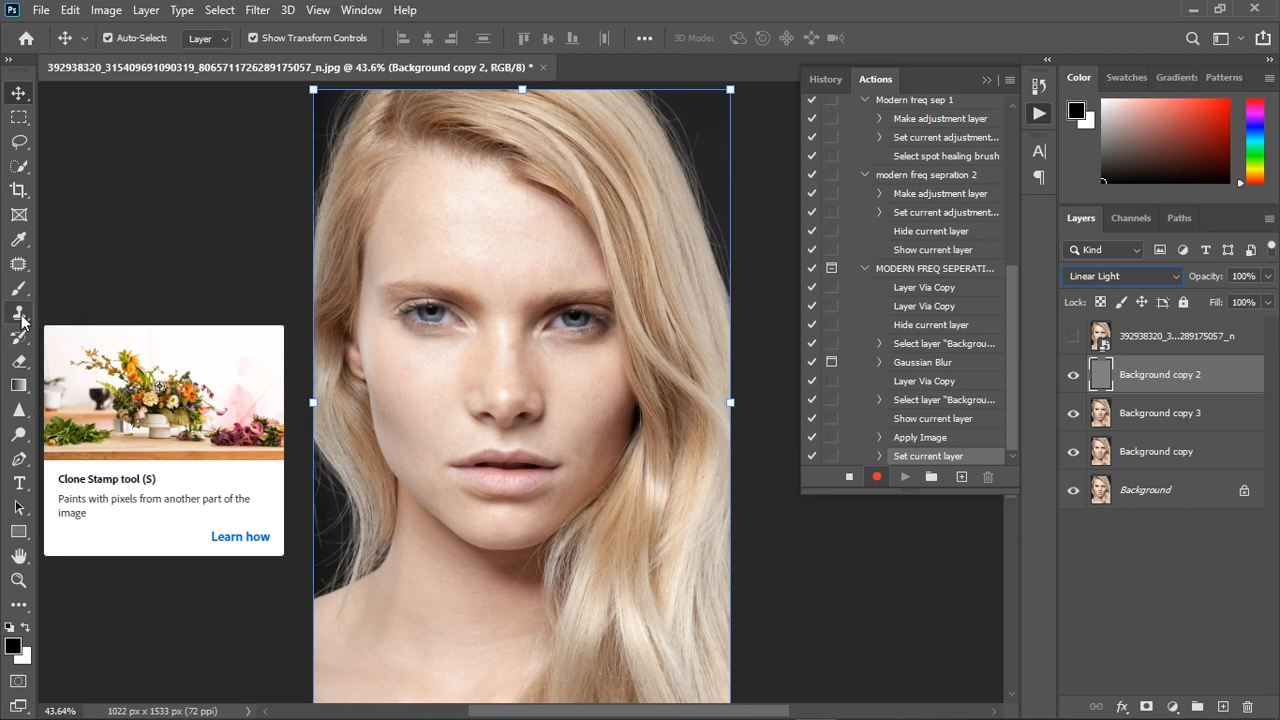 Ps File Edit Image Layer Type Select Filter 3D View Window Help
Auto-Select: Layer Show Transform Controls ••• 3D Mode:
392938320_315409691090319_8065711726289175057_n.jpg @ 43.6% (Background copy 2, RGB/8) *
History Actions
Modern freq sep 1
Make adjustment layer
Set current adjustment...
Select spot healing brush
modern freq sepration 2
Make adjustment layer
Set current adjustment...
Hide current layer
Show current layer
MODERN FREQ SEPERATI...
Layer Via Copy
Layer Via Copy
Hide current layer
Select layer "Backgrou...
Gaussian Blur
Layer Via Copy
Select layer "Backgrou...
Show current layer
Apply Image
Set current layer
Color Swatches Gradients Patterns
Layers Channels Paths
Kind
Linear Light Opacity: 100%
Lock: Fill: 100%
392938320_3...289175057_n
Background copy 2
Background copy 3
Background copy
Background
Clone Stamp tool (S)
Paints with pixels from another part of the
image
Learn how
43.64% 1022 px x 1533 px (72 ppi)